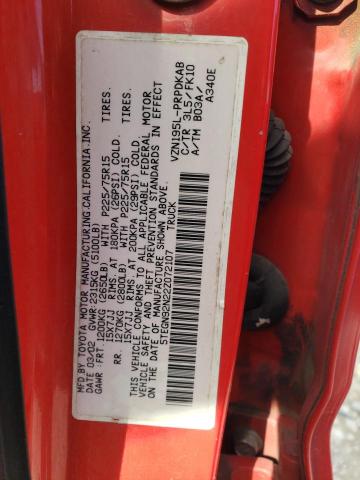 MFD BY TOYOTA MOTOR MANUFACTURING.CALIFORNIA.INC.
DATE 03/02 GVWR:2315KG (5100LB)
GAWR: FRT. 1200KG (2650LB) WITH P225/75R15 TIRES.
15X7JJ RIMS. AT 180KPA (26PSI) COLD.
RR. 1270KG (2800LB) WITH P225/75R15 TIRES.
15X7JJ RIMS. AT 200KPA (29PSI) COLD.
THIS VEHICLE CONFORMS TO ALL APPLICABLE FEDERAL MOTOR
VEHICLE SAFETY AND THEFT PREVENTION STANDARDS IN EFFECT
ON THE DATE OF MANUFACTURE SHOWN ABOVE.
5TEGN92N22Z072107 TRUCK
VZN195L-PRPDKAB
C/TR 3L5/FK10
A/TM B03A/
A340E